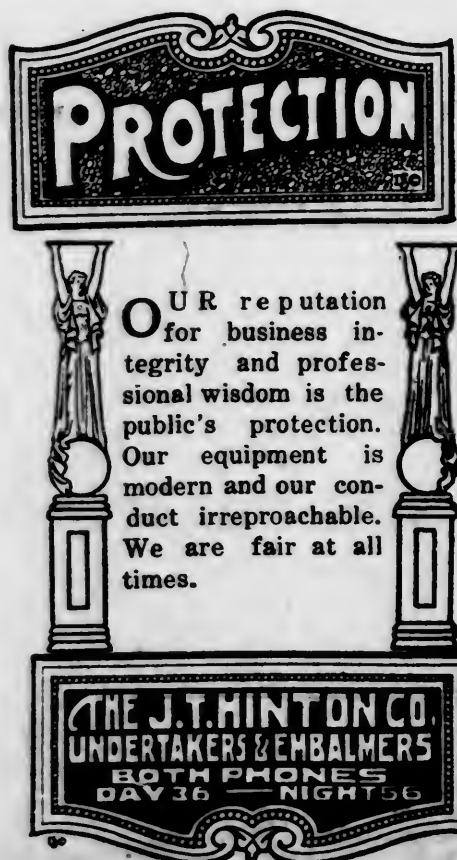 PROTECTION
OUR reputation
for business in-
tegrity and profes-
sional wisdom is the
public's protection.
Our equipment is
modern and our con-
duct irreproachable.
We are fair at all
times.
THE J.T. HINTON CO.
UNDERTAKERS & EMBALMERS
BOTH PHONES
DAY 36 — NIGHT 56